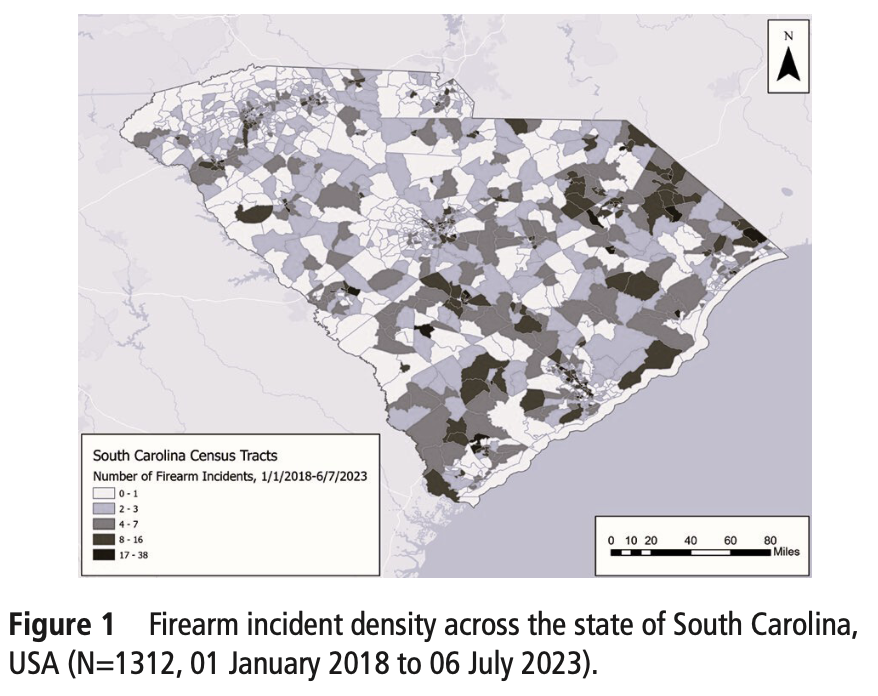 N
South Carolina Census Tracts
Number of Firearm Incidents, 1/1/2018-6/7/2023
0 - 1
2 - 3
4 - 7
8 - 16
17 - 38
0 10 20 40 60 80
Miles
Figure 1 Firearm incident density across the state of South Carolina,
USA (N=1312, 01 January 2018 to 06 July 2023).